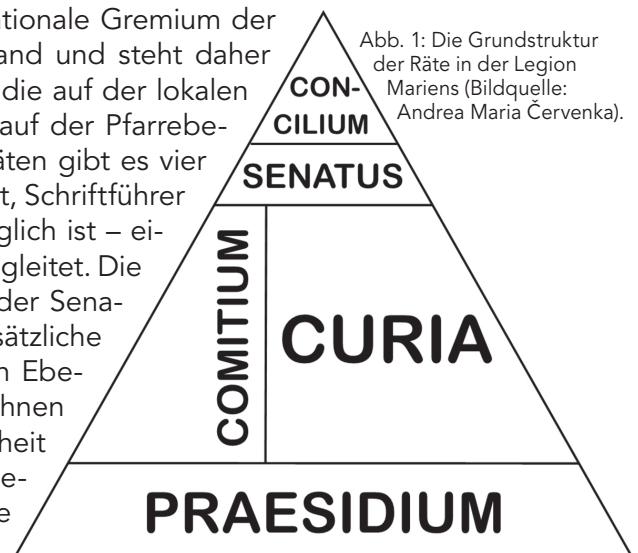 ationale Gremium der
and und steht daher
die auf der lokalen
auf der Pfarrebe-
äten gibt es vier
t, Schriftführer
glich ist – ei-
gleitet. Die
der Sena-
sätzliche
n Ebe-
hnen
heit
e-
e
Abb. 1: Die Grundstruktur
der Räte in der Legion
Mariens (Bildquelle:
Andrea Maria Červenka).
CON-
CILIUM
SENATUS
COMITIUM
CURIA
PRAESIDIUM